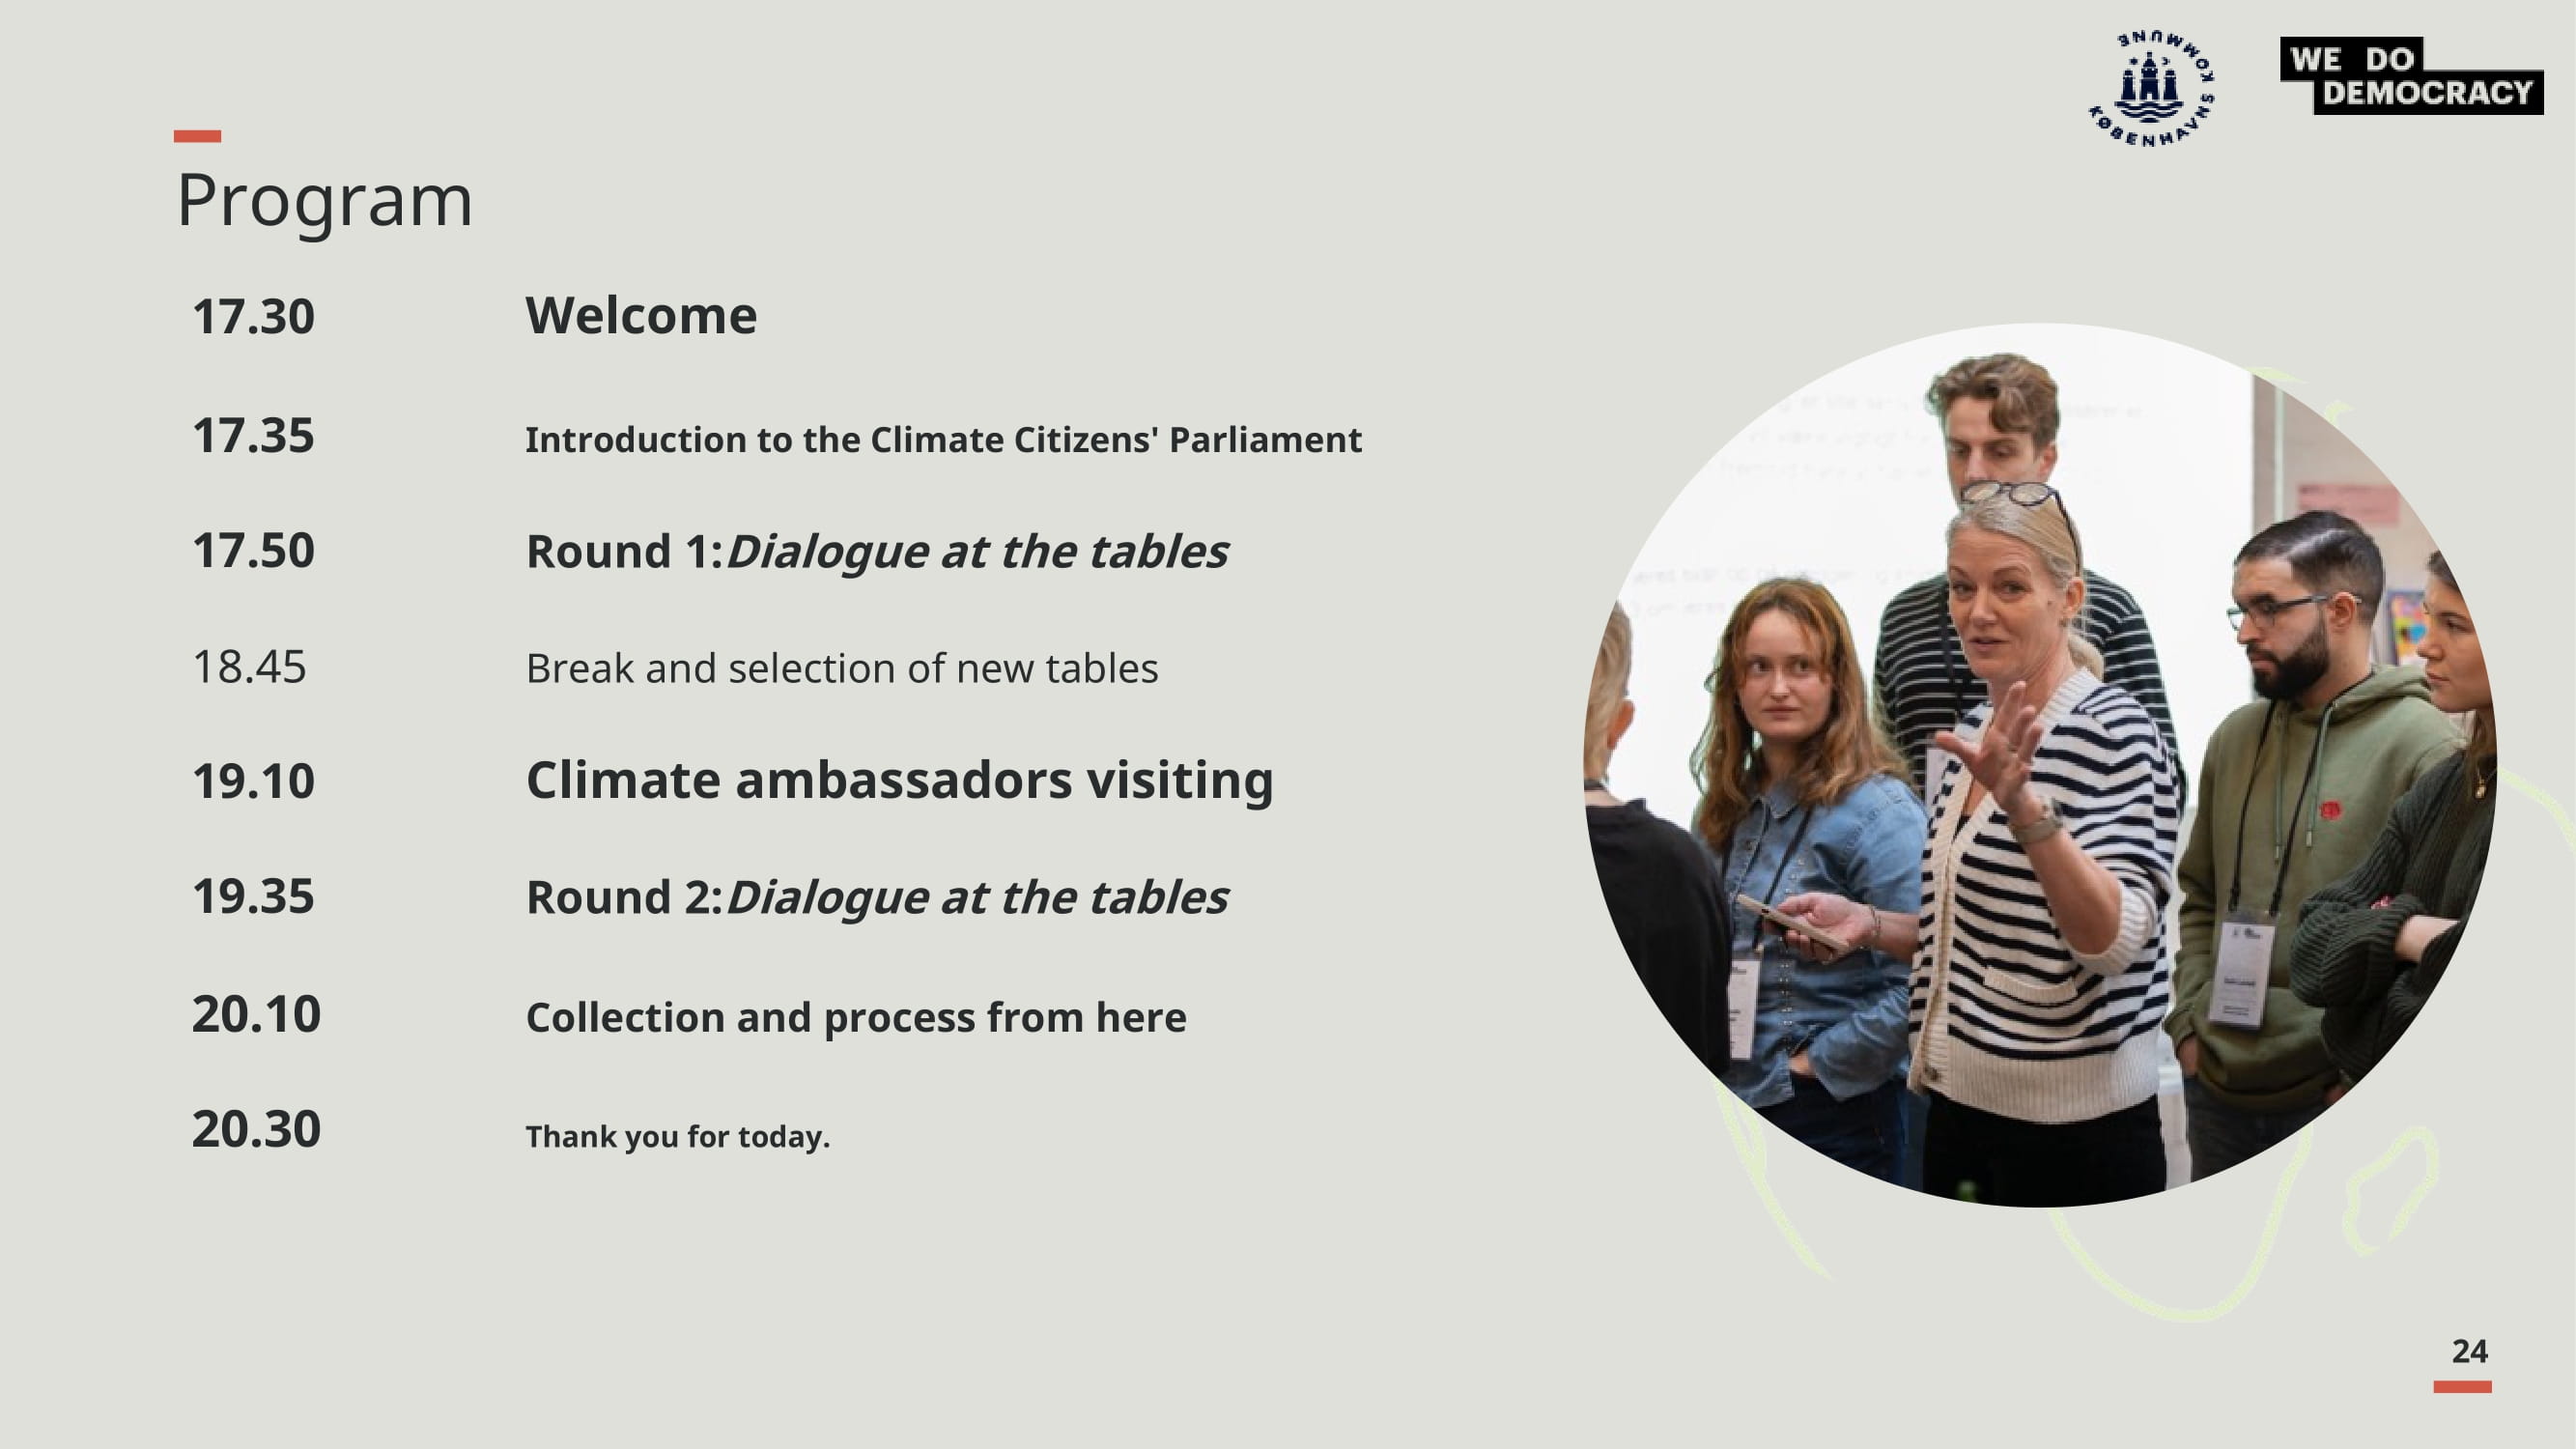 KØBENHAVNS KOMMUNE
WE DO
DEMOCRACY
Program
17.30 Welcome
17.35 Introduction to the Climate Citizens' Parliament
17.50 Round 1:Dialogue at the tables
18.45 Break and selection of new tables
19.10 Climate ambassadors visiting
19.35 Round 2:Dialogue at the tables
20.10 Collection and process from here
20.30 Thank you for today.
24